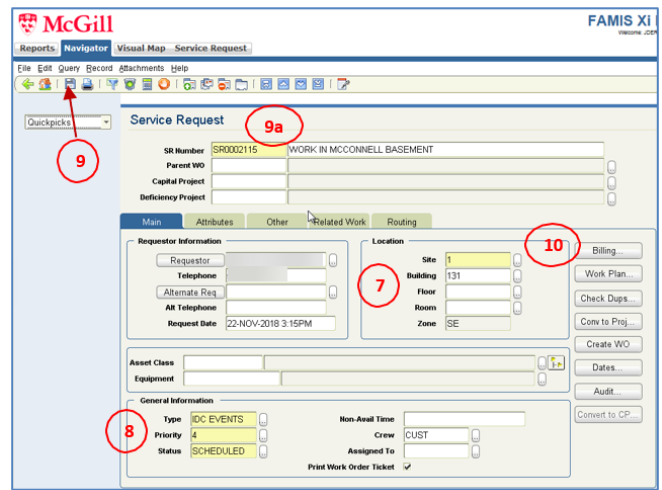 McGill
FAMIS Xi
Reports Navigator Visual Map Service Request
File Edit Query Record Attachments Help
Quickpicks
Service Request
9a
9
SR Number SR0002115 WORK IN MCCONNELL BASEMENT
Parent WO
Capital Project
Deficiency Project
Main Attributes Other Related Work Routing
Requestor Information
Requestor
Telephone
Alternate Req
Alt Telephone
Request Date 22-NOV-2018 3:15PM
Location
7
Site 1
Building 131
Floor
Room
Zone SE
10
Billing...
Work Plan...
Check Dups...
Conv to Proj...
Create WO
Dates...
Audit...
Convert to CP...
Asset Class
Equipment
General Information
8
Type IDC EVENTS
Priority 4
Status SCHEDULED
Non-Avail Time
Crew CUST
Assigned To
Print Work Order Ticket